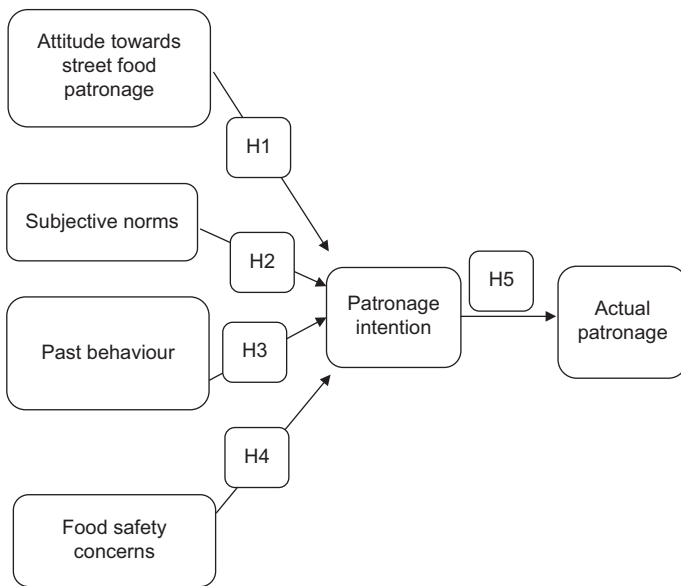 Attitude towards
street food
patronage
H1
Subjective norms
H2
Past behaviour
H3
H4
Food safety
concerns
Patronage
intention
H5
Actual
patronage